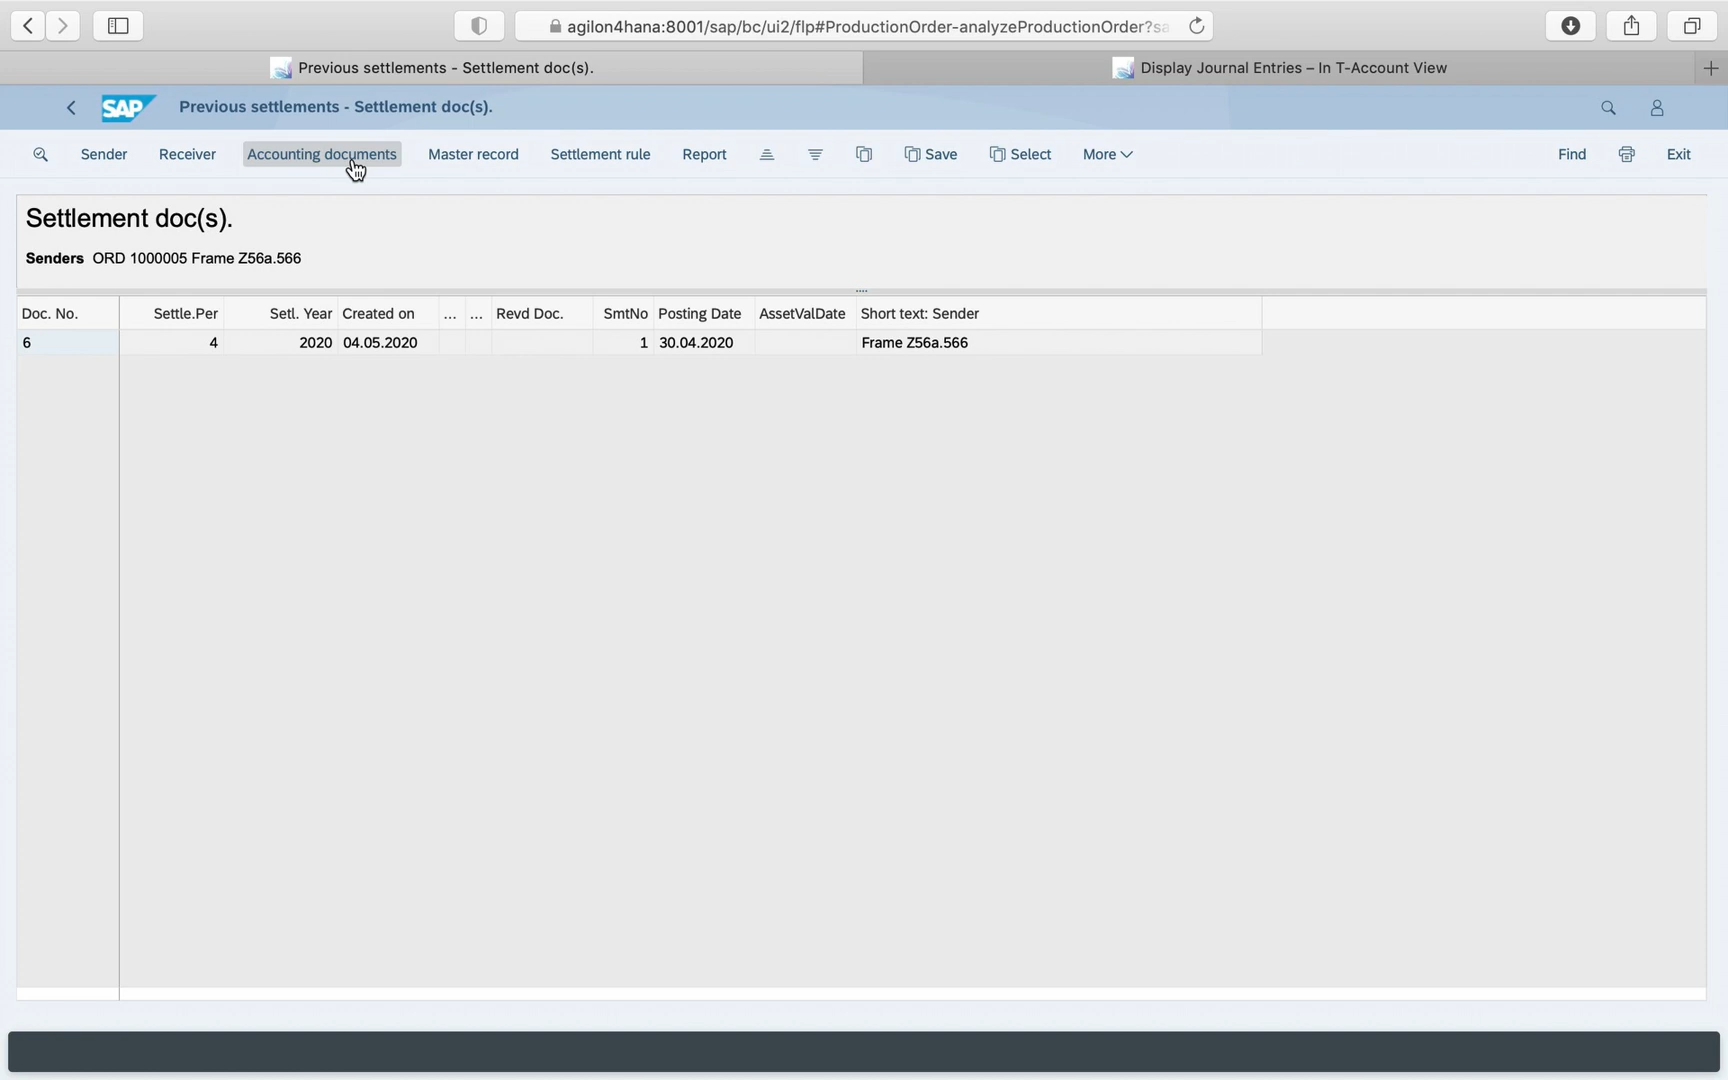 agilon4hana:8001/sap/bc/ui2/flp#ProductionOrder-analyzeProductionOrder?sa
Previous settlements - Settlement doc(s).
Display Journal Entries – In T-Account View
SAP
Previous settlements - Settlement doc(s).
Sender Receiver Accounting documents Master record Settlement rule Report Save Select More Find Exit
Settlement doc(s).
Senders ORD 1000005 Frame Z56a.566
Doc. No. Settle.Per Setl. Year Created on ... ... Revd Doc. SmtNo Posting Date AssetValDate Short text: Sender
6 4 2020 04.05.2020 1 30.04.2020 Frame Z56a.566